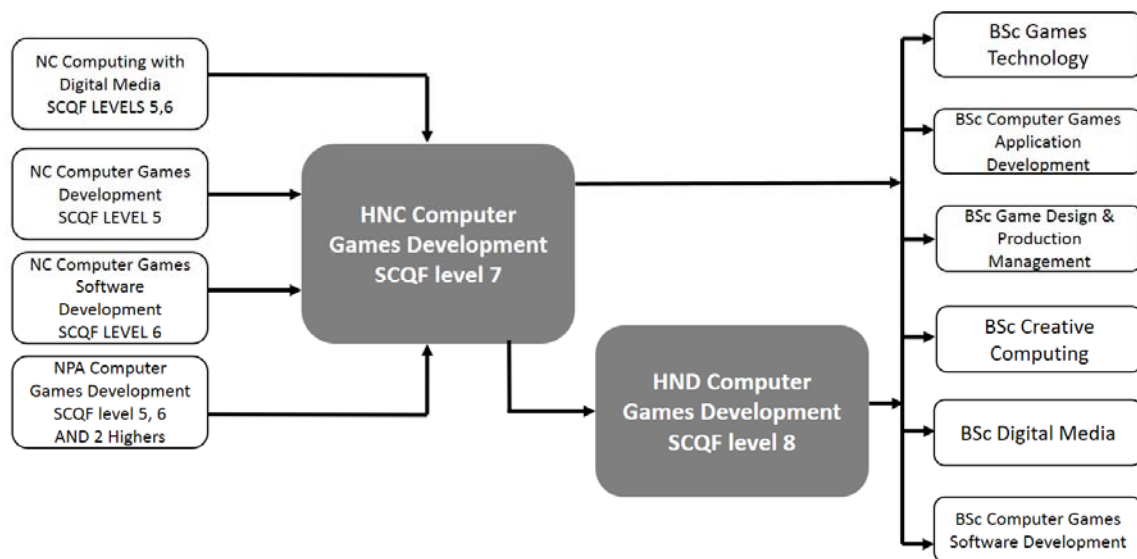 NC Computing with
Digital Media
SCQF LEVELS 5,6
NC Computer Games
Development
SCQF LEVEL 5
NC Computer Games
Software
Development
SCQF LEVEL 6
NPA Computer
Games Development
SCQF level 5, 6
AND 2 Highers
HNC Computer
Games Development
SCQF level 7
HND Computer
Games Development
SCQF level 8
BSc Games
Technology
BSc Computer Games
Application
Development
BSc Game Design &
Production
Management
BSc Creative
Computing
BSc Digital Media
BSc Computer Games
Software Development